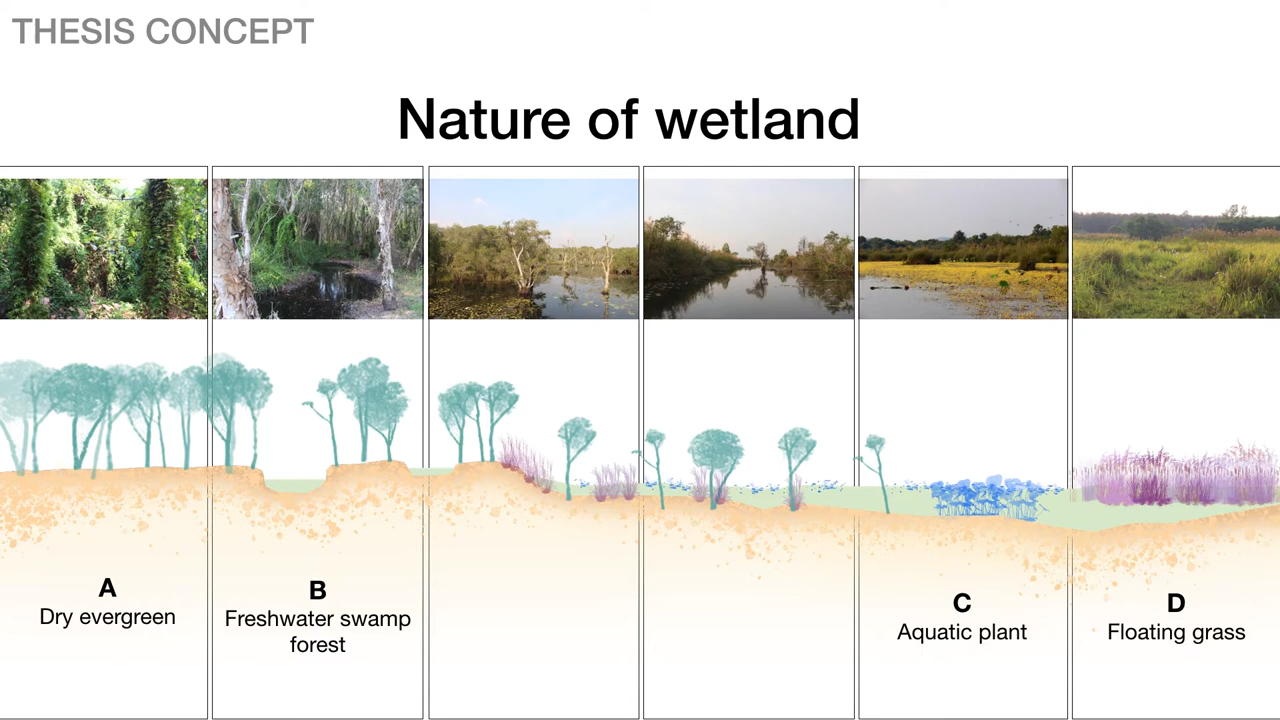 THESIS CONCEPT
Nature of wetland
A
Dry evergreen
B
Freshwater swamp
forest
C
Aquatic plant
D
Floating grass